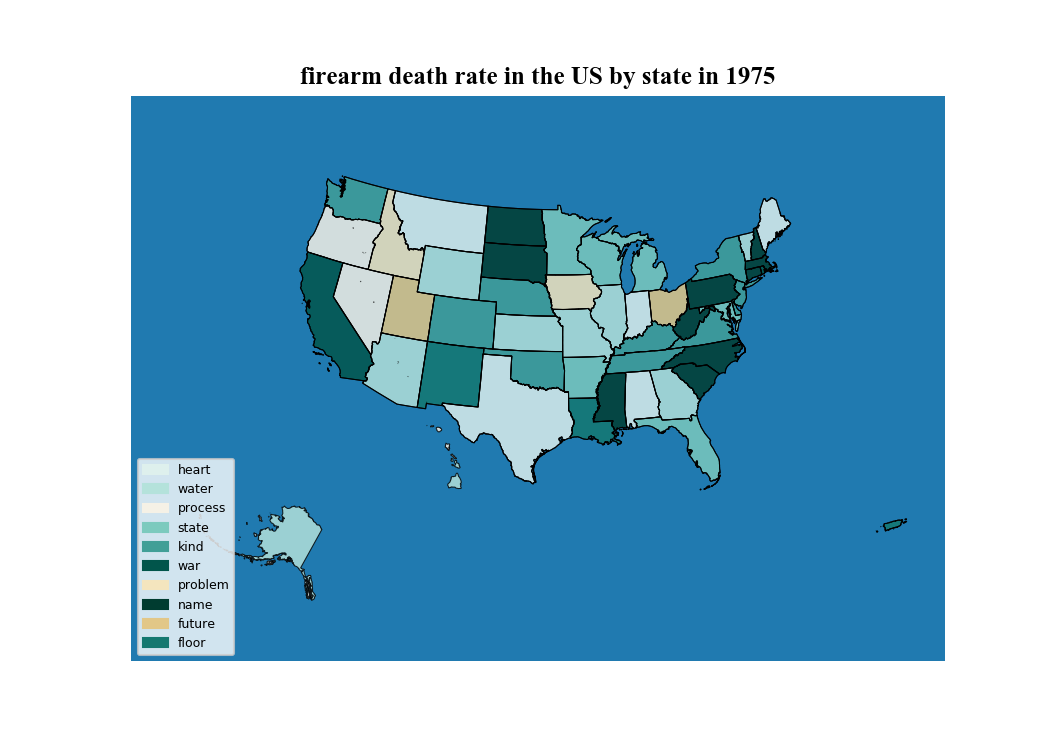 firearm death rate in the US by state in 1975
heart
water
process
state
kind
war
problem
name
future
floor